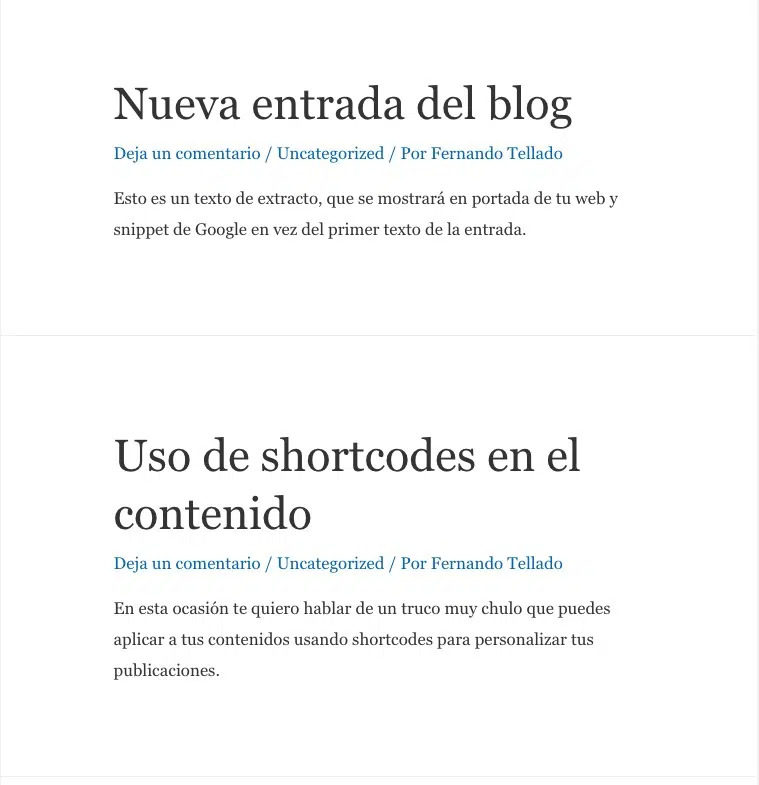 Nueva entrada del blog
Deja un comentario / Uncategorized / Por Fernando Tellado
Esto es un texto de extracto, que se mostrará en portada de tu web y
snippet de Google en vez del primer texto de la entrada.
Uso de shortcodes en el
contenido
Deja un comentario / Uncategorized / Por Fernando Tellado
En esta ocasión te quiero hablar de un truco muy chulo que puedes
aplicar a tus contenidos usando shortcodes para personalizar tus
publicaciones.